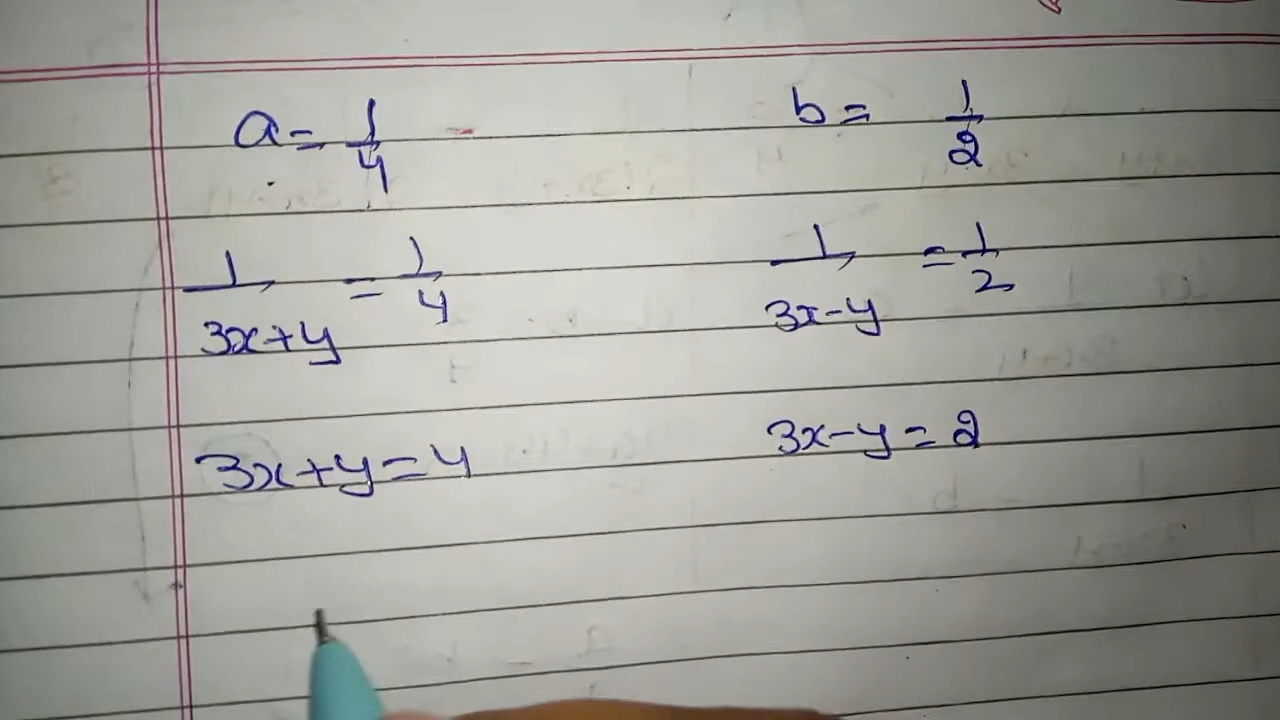 a = 1/4 b = 1/2
1/(3x+y) = 1/4 1/(3x-y) = 1/2
3x+y=4 3x-y=2